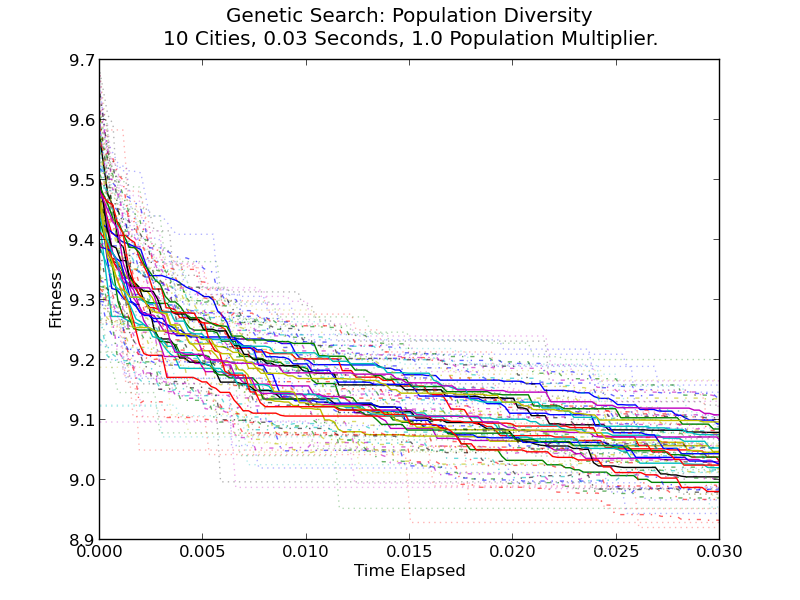 Genetic Search: Population Diversity
10 Cities, 0.03 Seconds, 1.0 Population Multiplier.
9.7
9.6
9.5
9.4
9.3
9.2
9.1
9.0
8.9
Fitness
0.000 0.005 0.010 0.015 0.020 0.025 0.030
Time Elapsed